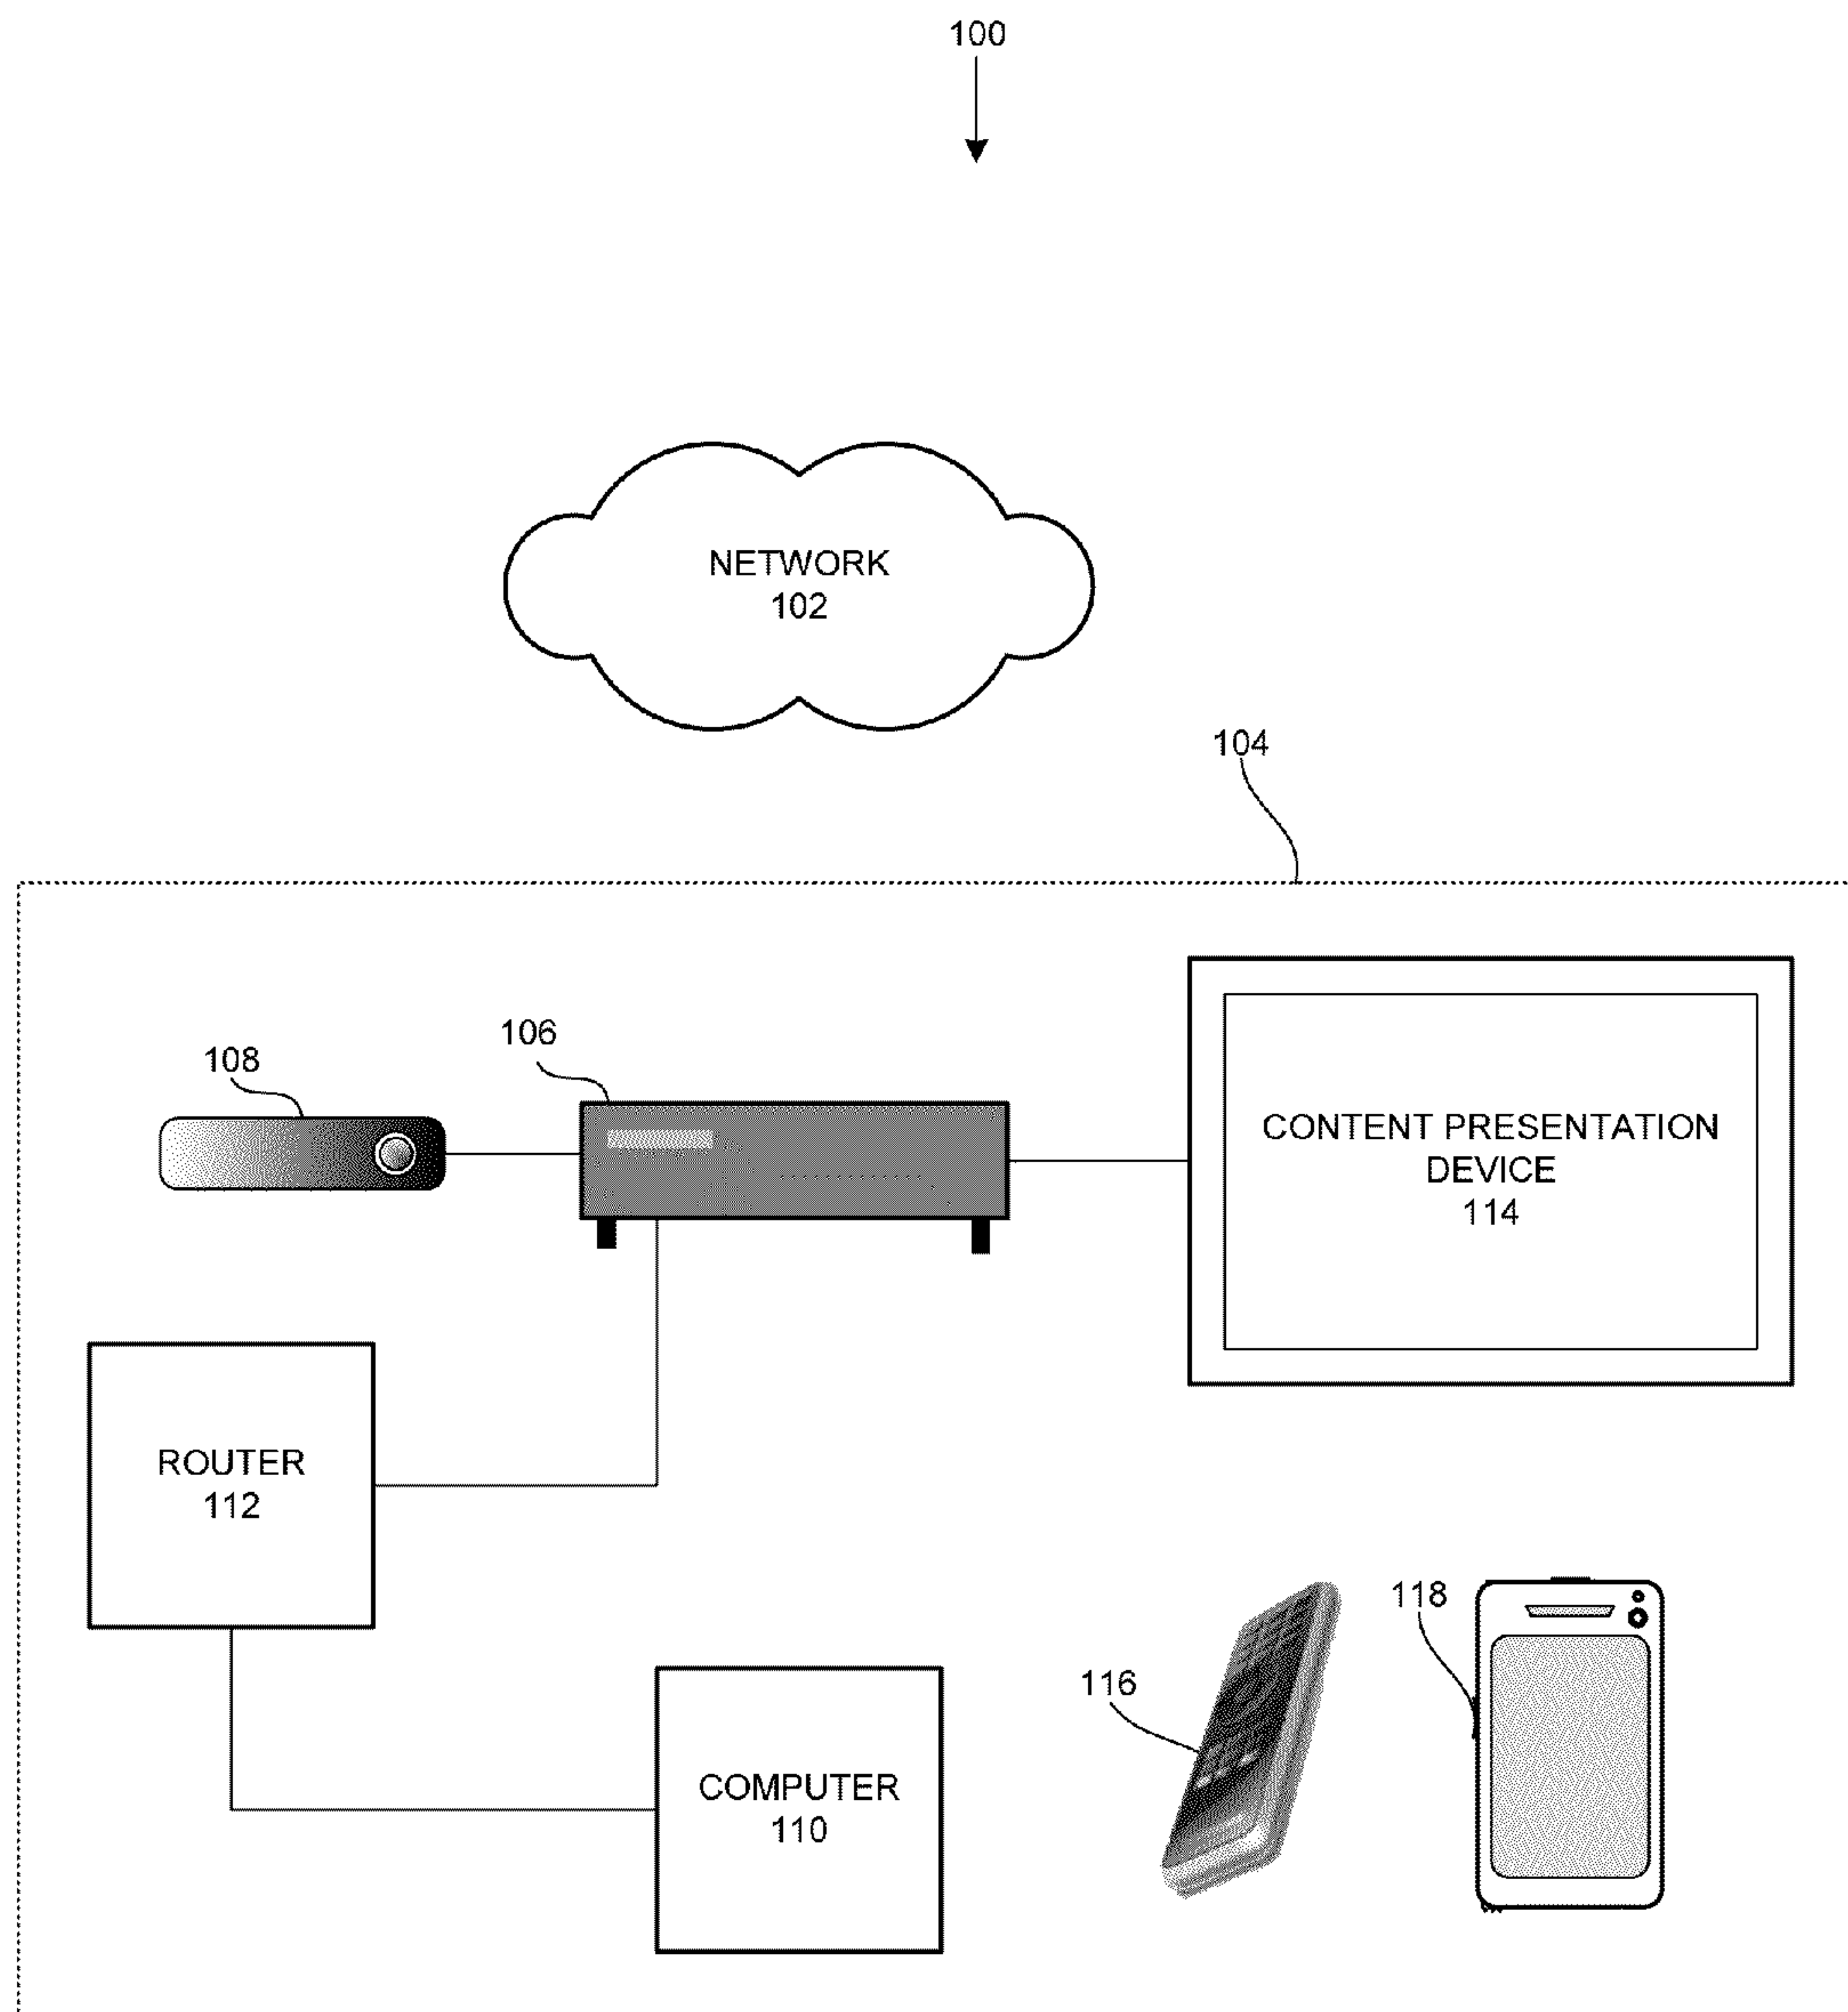 100
NETWORK
102
104
108
106
CONTENT PRESENTATION
DEVICE
114
ROUTER
112
116
118
COMPUTER
110